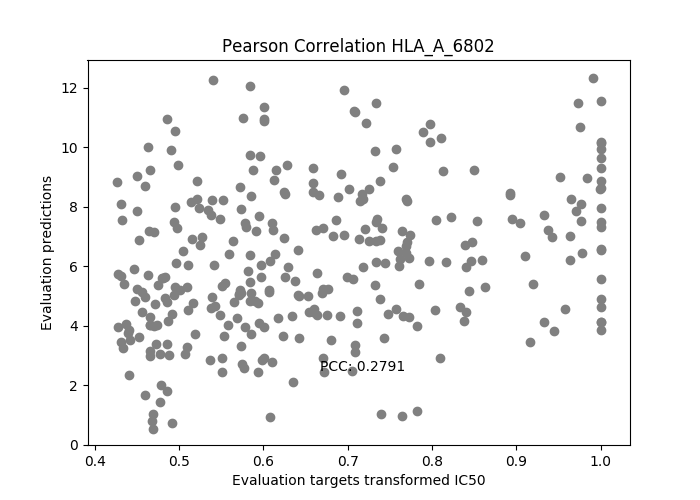 Pearson Correlation HLA_A_6802
12
10
8
6
4
2
0
Evaluation predictions
PCC: 0.2791
0.4 0.5 0.6 0.7 0.8 0.9 1.0
Evaluation targets transformed IC50